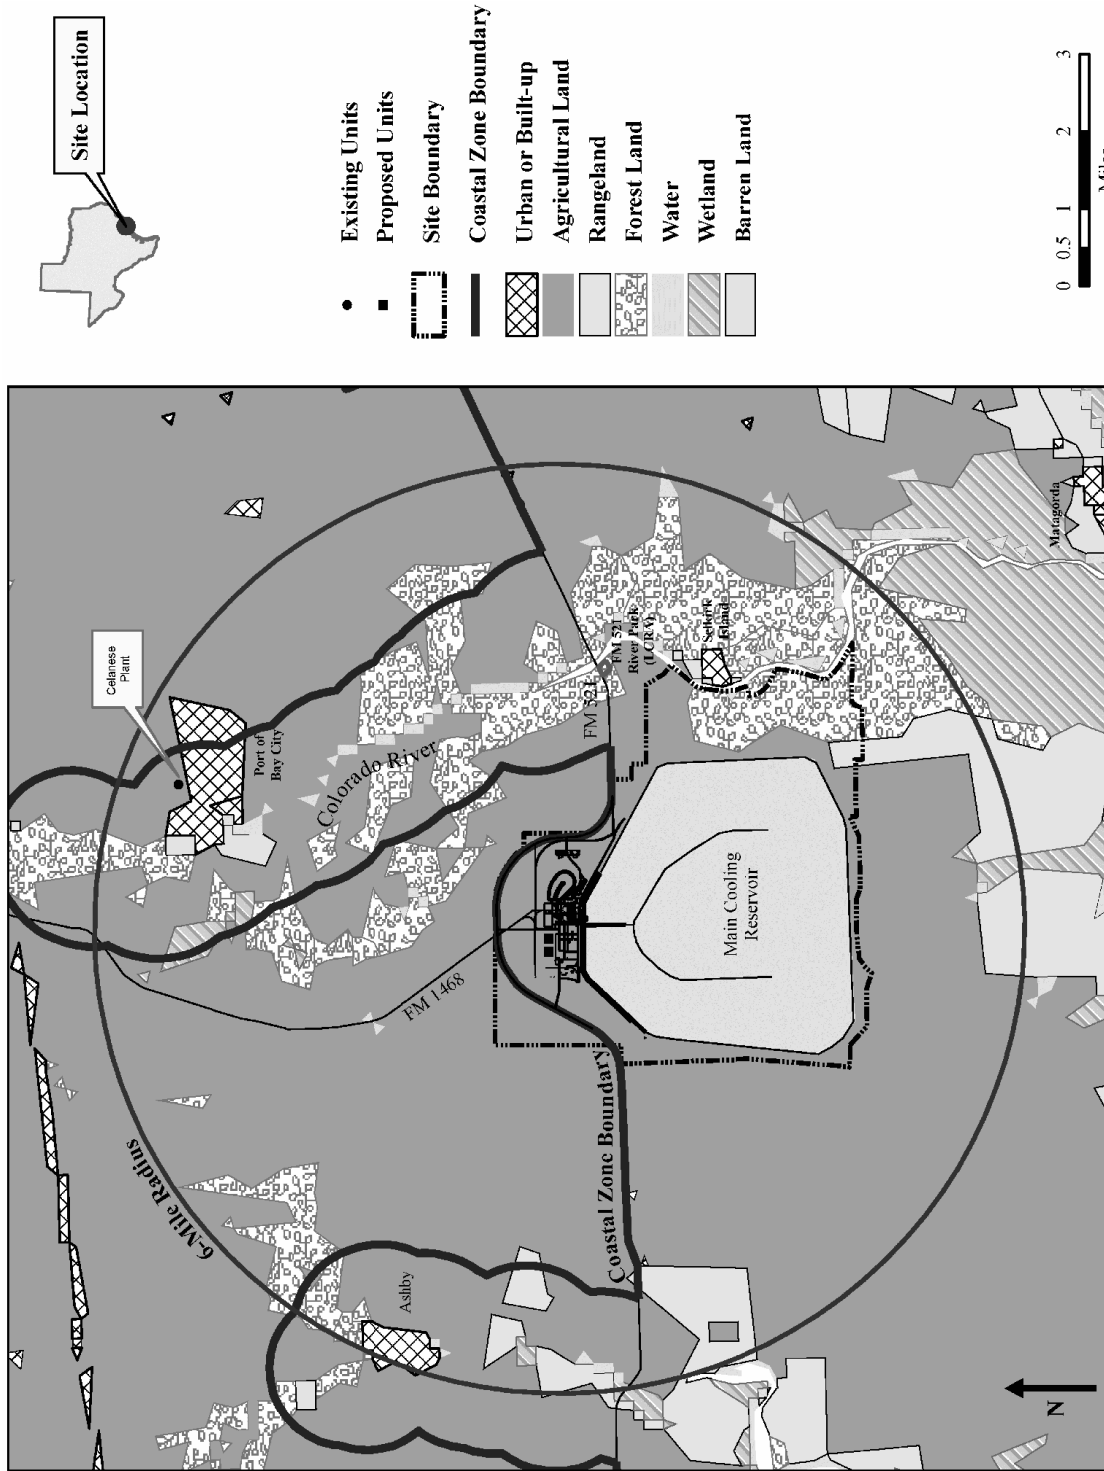 Site Location
Existing Units
Proposed Units
Site Boundary
Coastal Zone Boundary
Urban or Built-up
Agricultural Land
Rangeland
Forest Land
Water
Wetland
Barren Land
0 0.5 1 2 3
Miles
Celanese
Plant
Port of
Bay City
Colorado River
FM 1468
6-Mile Radius
Ashby
Coastal Zone Boundary
FM 521
FM 521
River Park
(LCRA)
Selkirk
Island
Main Cooling
Reservoir
Matagorda
N